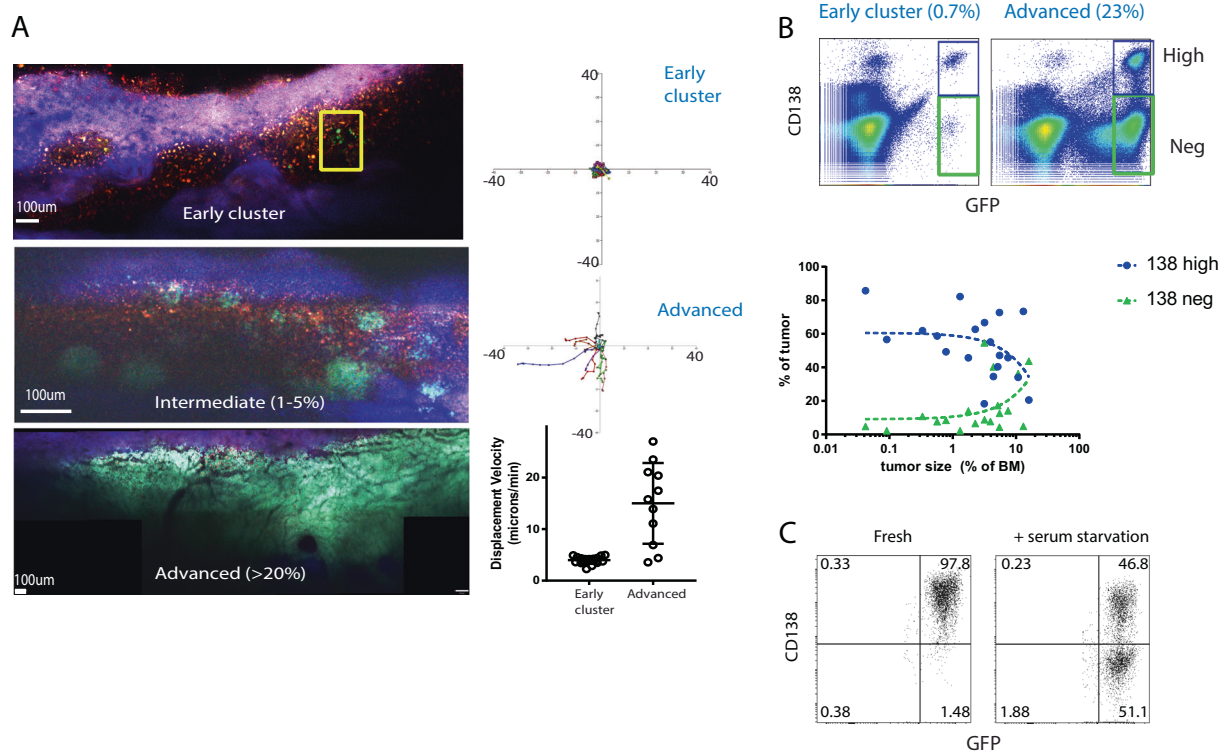 A
Early cluster
100um
Intermediate (1-5%)
100um
Advanced (>20%)
100um
Early
cluster
40
-40
40
-40
Advanced
-40
40
-40
Displacement Velocity
(microns/min)
20
10
0
Early
cluster
Advanced
B
Early cluster (0.7%)
Advanced (23%)
High
Neg
CD138
GFP
138 high
138 neg
% of tumor
100
80
60
40
20
0
0.01
0.1
1
10
100
tumor size (% of BM)
C
Fresh
+ serum starvation
0.33
97.8
0.38
1.48
0.23
46.8
1.88
51.1
CD138
GFP